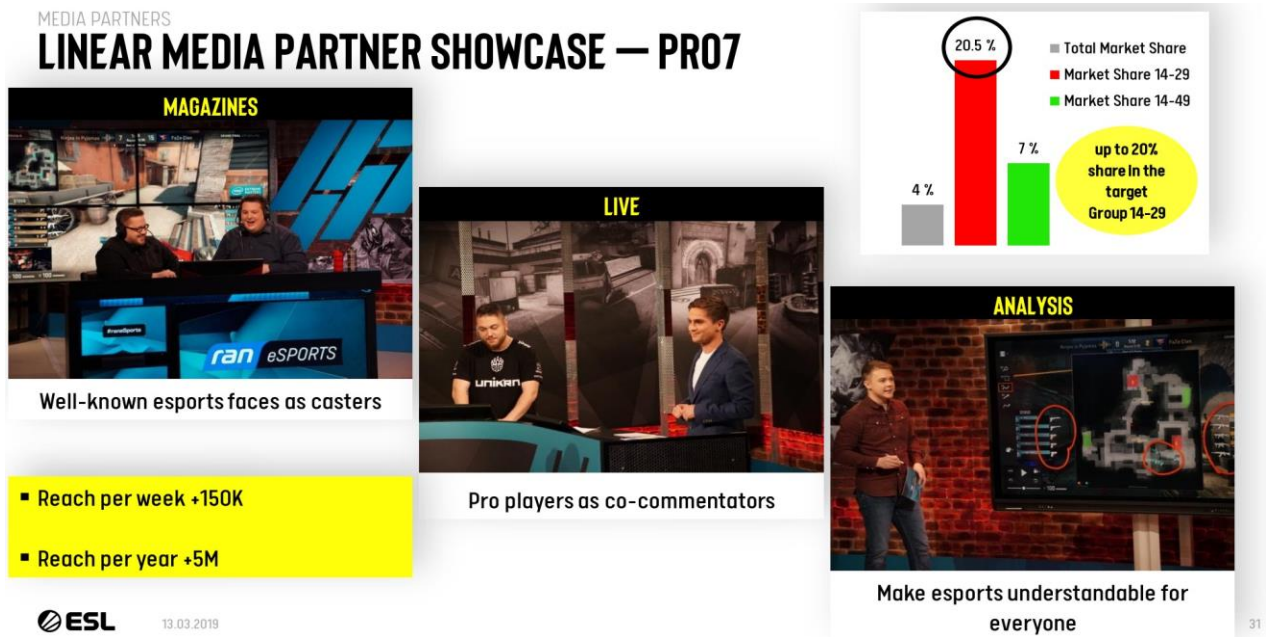 MEDIA PARTNERS
LINEAR MEDIA PARTNER SHOWCASE — PRO7
MAGAZINES
#raneSports
ran eSPORTS
Well-known esports faces as casters
▪ Reach per week +150K
▪ Reach per year +5M
LIVE
UNIKRN
Pro players as co-commentators
20.5 %
4 %
7 %
Total Market Share
Market Share 14-29
Market Share 14-49
up to 20%
share in the
target
Group 14-29
ANALYSIS
Make esports understandable for
everyone
ESL
13.03.2019
31